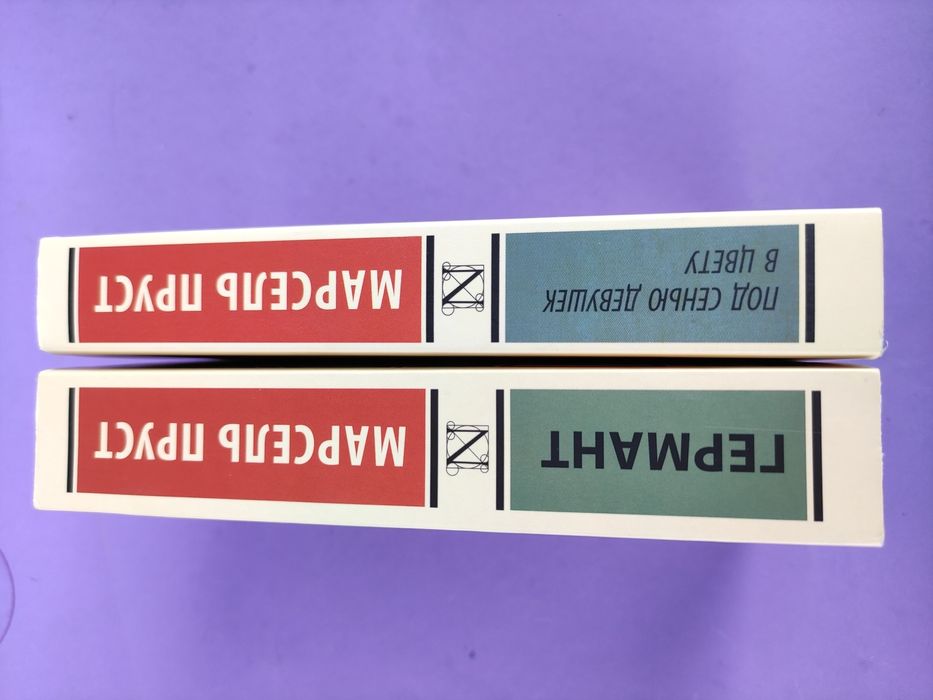 МАРСЕЛЬ ПРУСТ
ГЕРМАНТ
МАРСЕЛЬ ПРУСТ
ПОД СЕНЬЮ ДЕВУШЕК
В ЦВЕТУ